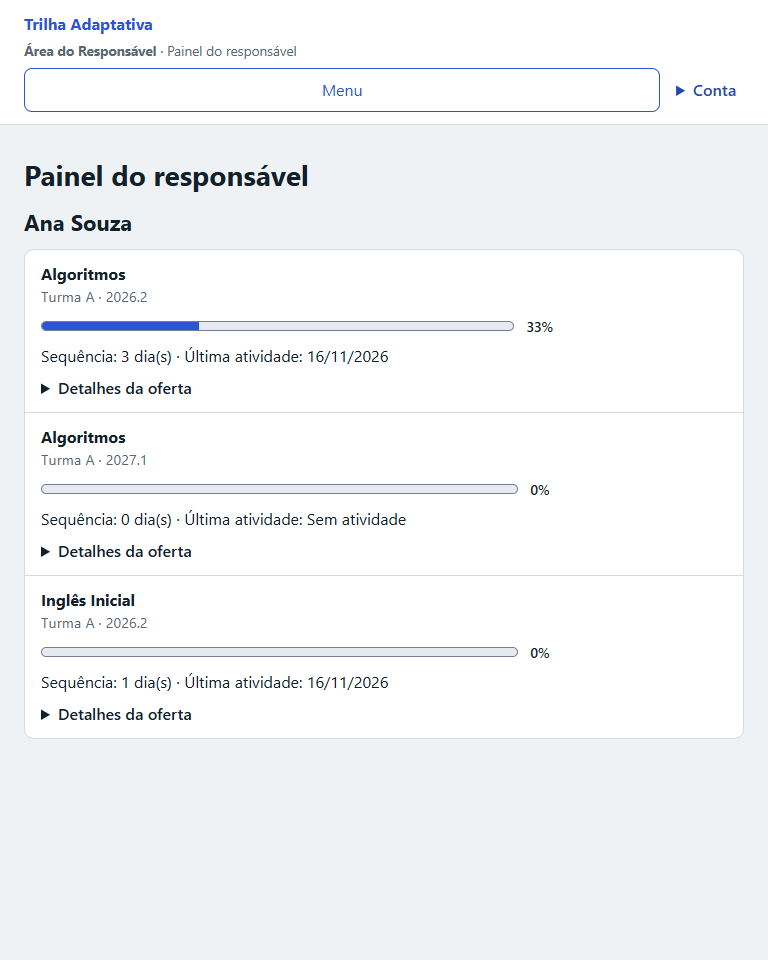 Trilha Adaptativa
Área do Responsável · Painel do responsável
Menu
▶ Conta
Painel do responsável
Ana Souza
Algoritmos
Turma A · 2026.2
33%
Sequência: 3 dia(s) · Última atividade: 16/11/2026
▶ Detalhes da oferta
Algoritmos
Turma A · 2027.1
0%
Sequência: 0 dia(s) · Última atividade: Sem atividade
▶ Detalhes da oferta
Inglês Inicial
Turma A · 2026.2
0%
Sequência: 1 dia(s) · Última atividade: 16/11/2026
▶ Detalhes da oferta